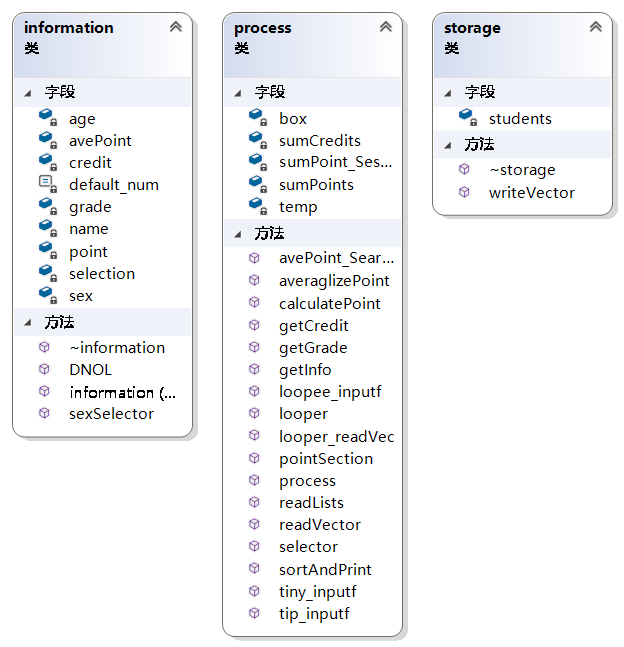 information
类
字段
age
avePoint
credit
default_num
grade
name
point
selection
sex
方法
~information
DNOL
information (...
sexSelector
process
类
字段
box
sumCredits
sumPoint_Ses...
sumPoints
temp
方法
avePoint_Sear...
averaglizePoint
calculatePoint
getCredit
getGrade
getInfo
loopee_inputf
looper
looper_readVec
pointSection
process
readLists
readVector
selector
sortAndPrint
tiny_inputf
tip_inputf
storage
类
字段
students
方法
~storage
writeVector